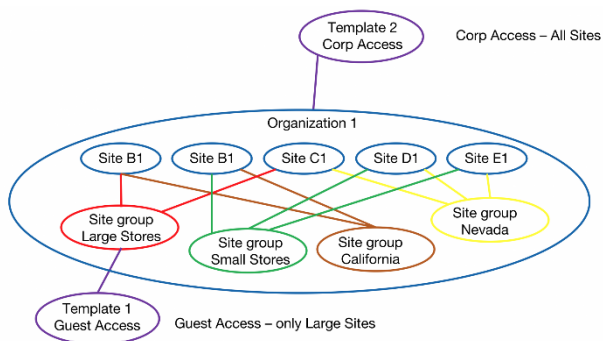 Template 2
Corp Access
Corp Access – All Sites
Organization 1
Site B1
Site B1
Site C1
Site D1
Site E1
Site group
Large Stores
Site group
Small Stores
Site group
California
Site group
Nevada
Template 1
Guest Access
Guest Access – only Large Sites